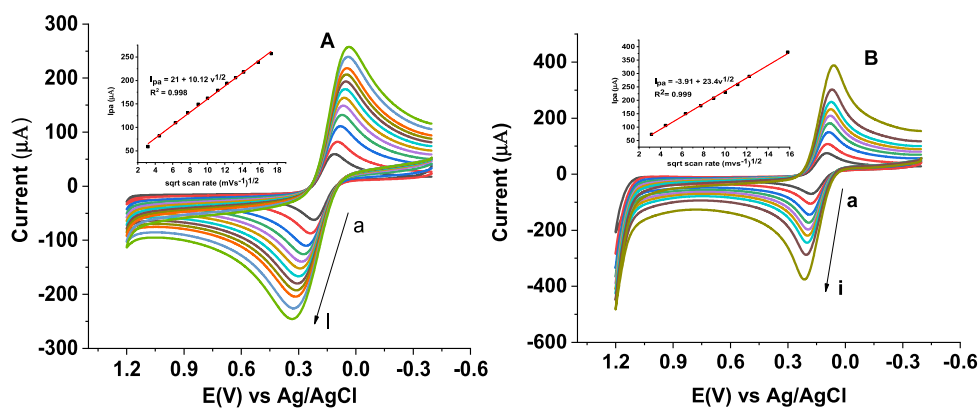 A
Current (µA)
300
200
100
0
-100
-200
-300
1.2 0.9 0.6 0.3 0.0 -0.3 -0.6
E(V) vs Ag/AgCl
a
l
Ipa (µA)
250
200
150
100
50
2 4 6 8 10 12 14 16 18
sqrt scan rate (mVs⁻¹)1/2
Ipa = 21 + 10.12 v1/2
R² = 0.998
B
Current (µA)
600
400
200
0
-200
-400
-600
1.2 0.9 0.6 0.3 0.0 -0.3 -0.6
E(V) vs Ag/AgCl
a
i
Ipa (µA)
400
350
300
250
200
150
100
50
0
2 4 6 8 10 12 14 16
sqrt scan rate (mvs⁻¹)1/2
Ipa = -3.91 + 23.4v1/2
R² = 0.999